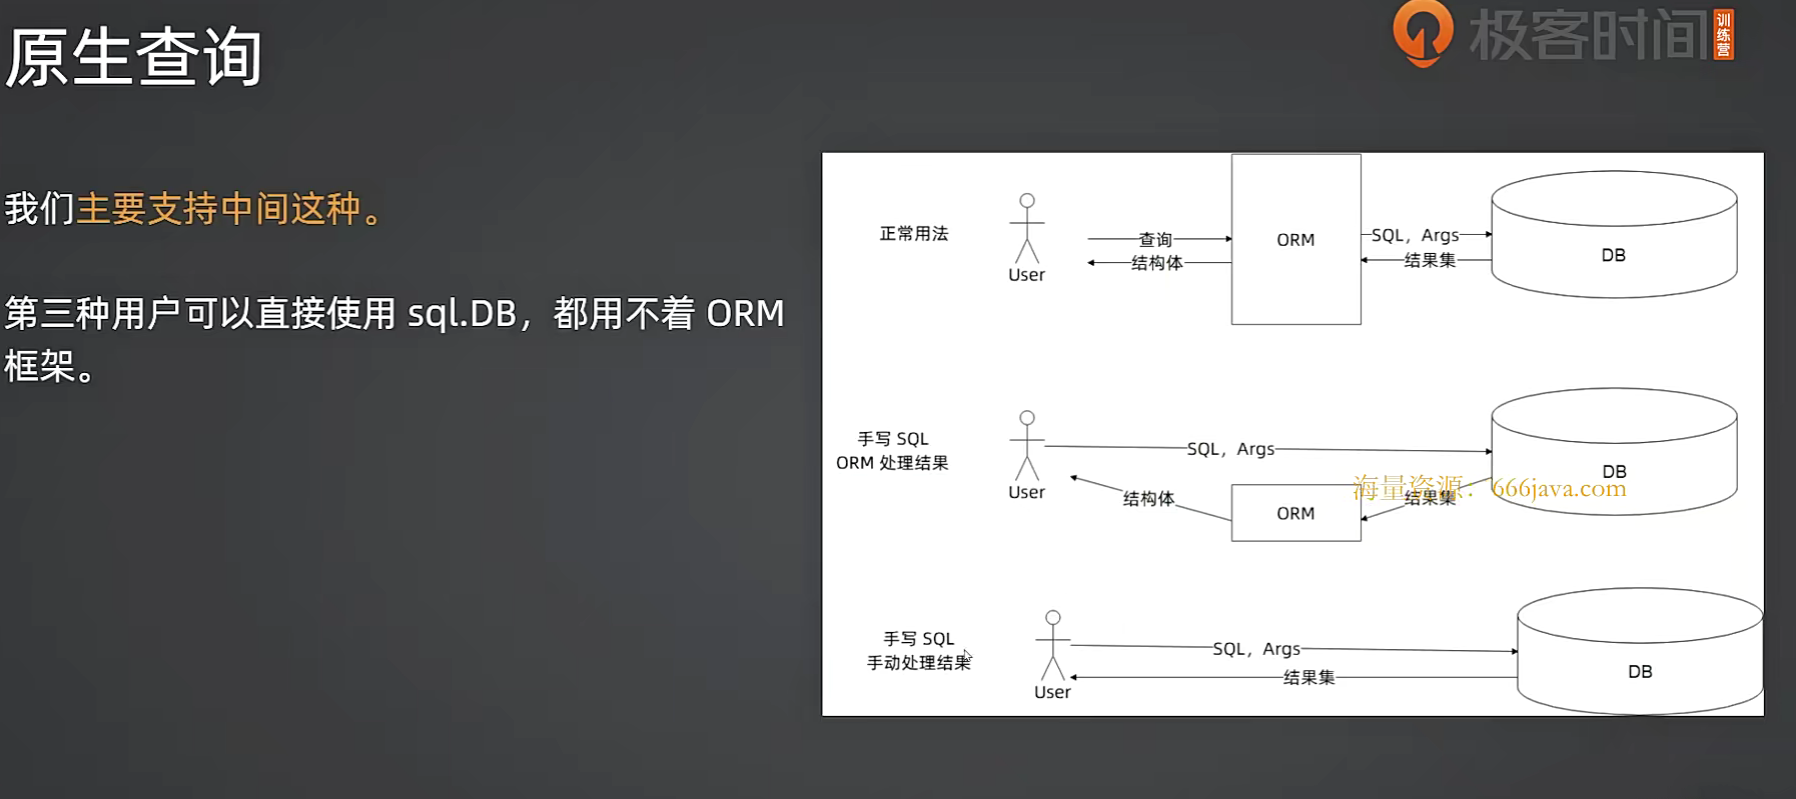 原生查询
极客时间
训练营
我们主要支持中间这种。
第三种用户可以直接使用 sql.DB，都用不着 ORM
框架。
正常用法
User
查询
结构体
ORM
SQL，Args
结果集
DB
手写 SQL
ORM 处理结果
User
SQL，Args
结构体
ORM
结果集
DB
海量资源：666java.com
手写 SQL
手动处理结果
User
SQL，Args
结果集
DB